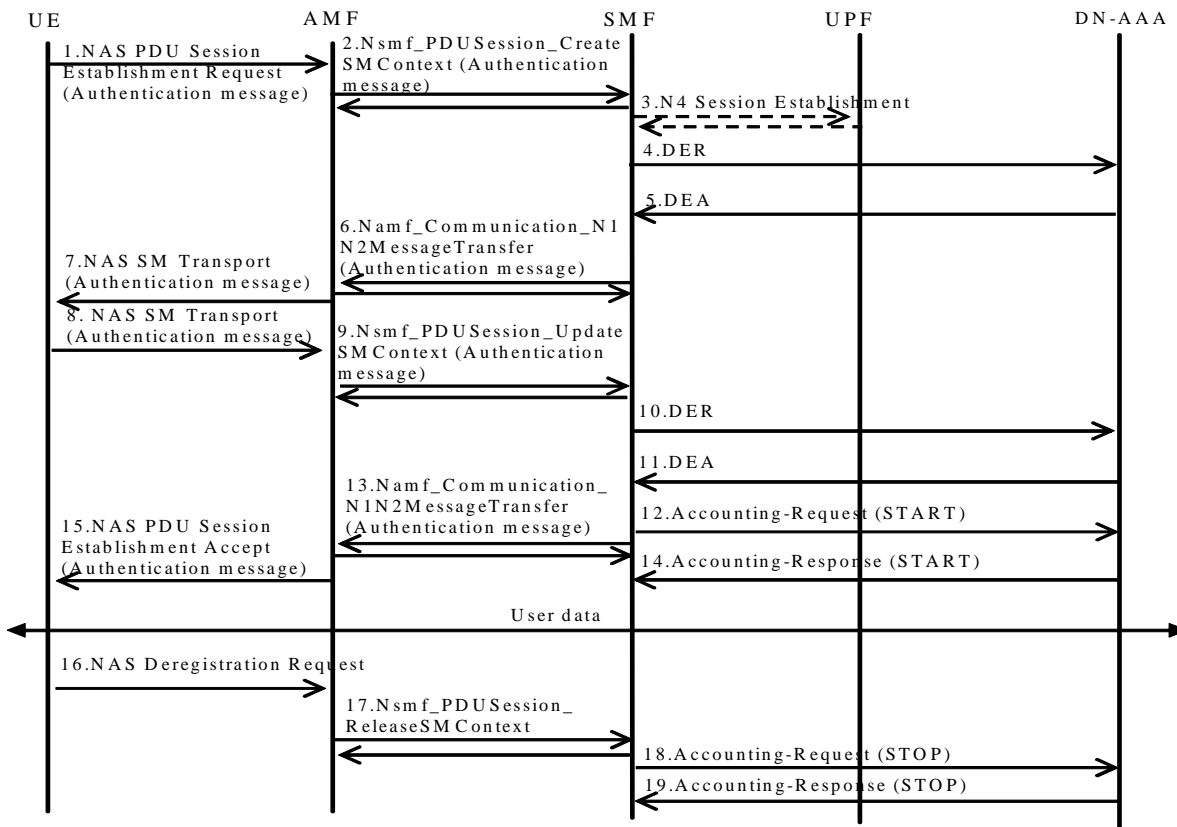 UE
AMF
SMF
UPF
DN-AAA
1.NAS PDU Session
Establishment Request
(Authentication message)
2.Nsmf_PDUSession_Create
SMContext (Authentication
message)
3.N4 Session Establishment
4.DER
5.DEA
6.Namf_Communication_N1
N2MessageTransfer
(Authentication message)
7.NAS SM Transport
(Authentication message)
8. NAS SM Transport
(Authentication message)
9.Nsmf_PDUSession_Update
SMContext (Authentication
message)
10.DER
11.DEA
13.Namf_Communication_
N1N2MessageTransfer
(Authentication message)
12.Accounting-Request (START)
15.NAS PDU Session
Establishment Accept
(Authentication message)
14.Accounting-Response (START)
User data
16.NAS Deregistration Request
17.Nsmf_PDUSession_
ReleaseSMContext
18.Accounting-Request (STOP)
19.Accounting-Response (STOP)